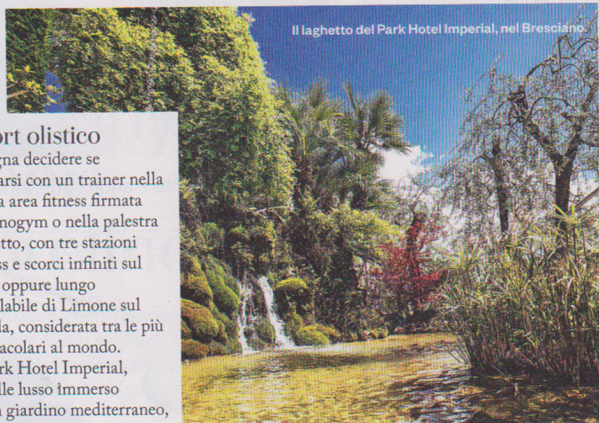 Il laghetto del Park Hotel Imperial, nel Bresciano.
ort olistico
gna decidere se
arsi con un trainer nella
a area fitness firmata
nogym o nella palestra
etto, con tre stazioni
ss e scorci infiniti sul
oppure lungo
labile di Limone sul
da, considerata tra le più
acolari al mondo.
rk Hotel Imperial,
lle lusso immerso
n giardino mediterraneo,